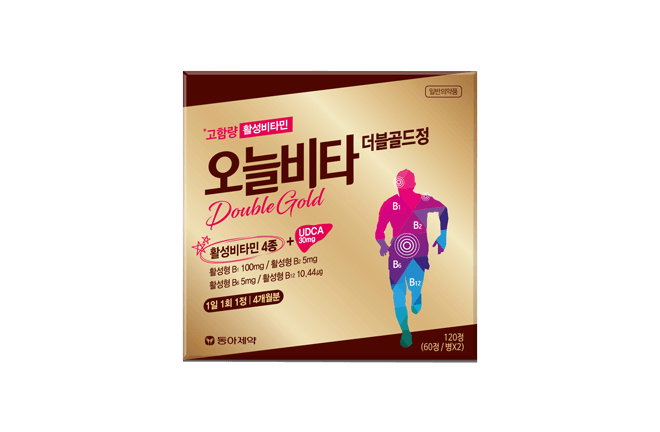 일반의약품
*고함량 활성비타민
오늘비타 더블골드정
Double Gold
활성비타민 4종 + UDCA 30mg
활성형 B1 100mg / 활성형 B2 5mg
활성형 B6 5mg / 활성형 B12 10.44μg
1일 1회 1정 | 4개월분
B1
B2
B6
B12
동아제약
120정
(60정 / 병X2)